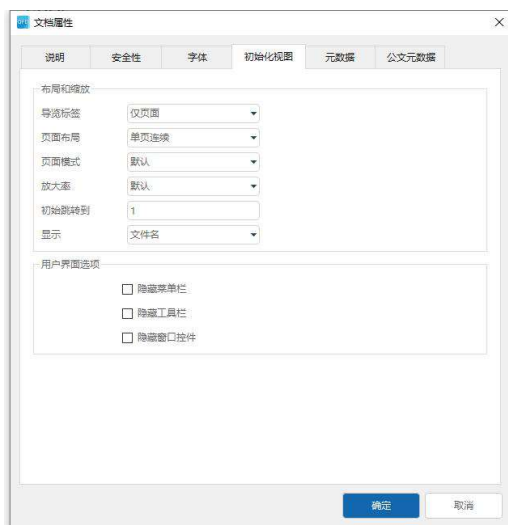 文档属性
说明 安全性 字体 初始化视图 元数据 公文元数据
布局和缩放
导览标签 仅页面
页面布局 单页连续
页面模式 默认
放大率 默认
初始跳转到 1
显示 文件名
用户界面选项
隐藏菜单栏
隐藏工具栏
隐藏窗口控件
确定 取消